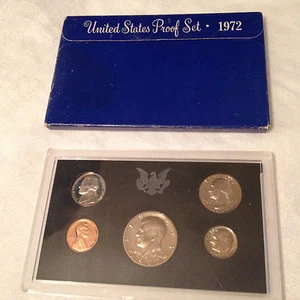 United States Proof Set · 1972